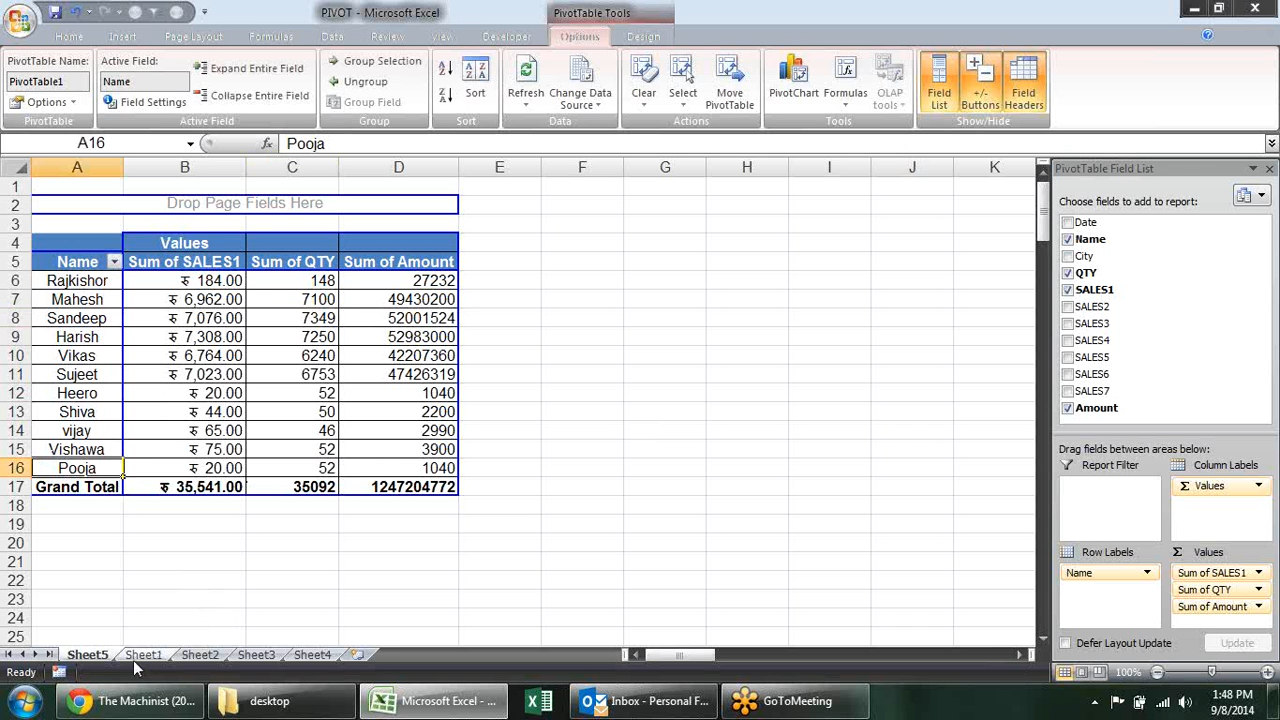 PIVOT - Microsoft Excel
PivotTable Tools
Home Insert Page Layout Formulas Data Review View Developer Options Design
PivotTable Name:
PivotTable1
Options
PivotTable
Active Field:
Name
Field Settings
Expand Entire Field
Collapse Entire Field
Active Field
Group Selection
Ungroup
Group Field
Group
Sort
Sort
Refresh
Change Data Source
Data
Clear
Select
Move PivotTable
Actions
PivotChart
Formulas
OLAP tools
Tools
Field List
+/- Buttons
Field Headers
Show/Hide
A16
fx
Pooja
A B C D E F G H I J K
1
2 Drop Page Fields Here
3
4 Values
5 Name Sum of SALES1 Sum of QTY Sum of Amount
6 Rajkishor रु 184.00 148 27232
7 Mahesh रु 6,962.00 7100 49430200
8 Sandeep रु 7,076.00 7349 52001524
9 Harish रु 7,308.00 7250 52983000
10 Vikas रु 6,764.00 6240 42207360
11 Sujeet रु 7,023.00 6753 47426319
12 Heero रु 20.00 52 1040
13 Shiva रु 44.00 50 2200
14 vijay रु 65.00 46 2990
15 Vishawa रु 75.00 52 3900
16 Pooja रु 20.00 52 1040
17 Grand Total रु 35,541.00 35092 1247204772
18
19
20
21
22
23
24
25
PivotTable Field List
Choose fields to add to report:
Date
Name
City
QTY
SALES1
SALES2
SALES3
SALES4
SALES5
SALES6
SALES7
Amount
Drag fields between areas below:
Report Filter
Column Labels
Σ Values
Row Labels
Name
Σ Values
Sum of SALES1
Sum of QTY
Sum of Amount
Defer Layout Update
Update
Sheet5 Sheet1 Sheet2 Sheet3 Sheet4
Ready
100%
The Machinist (20...
desktop
Microsoft Excel - ...
Inbox - Personal F...
GoToMeeting
1:48 PM
9/8/2014